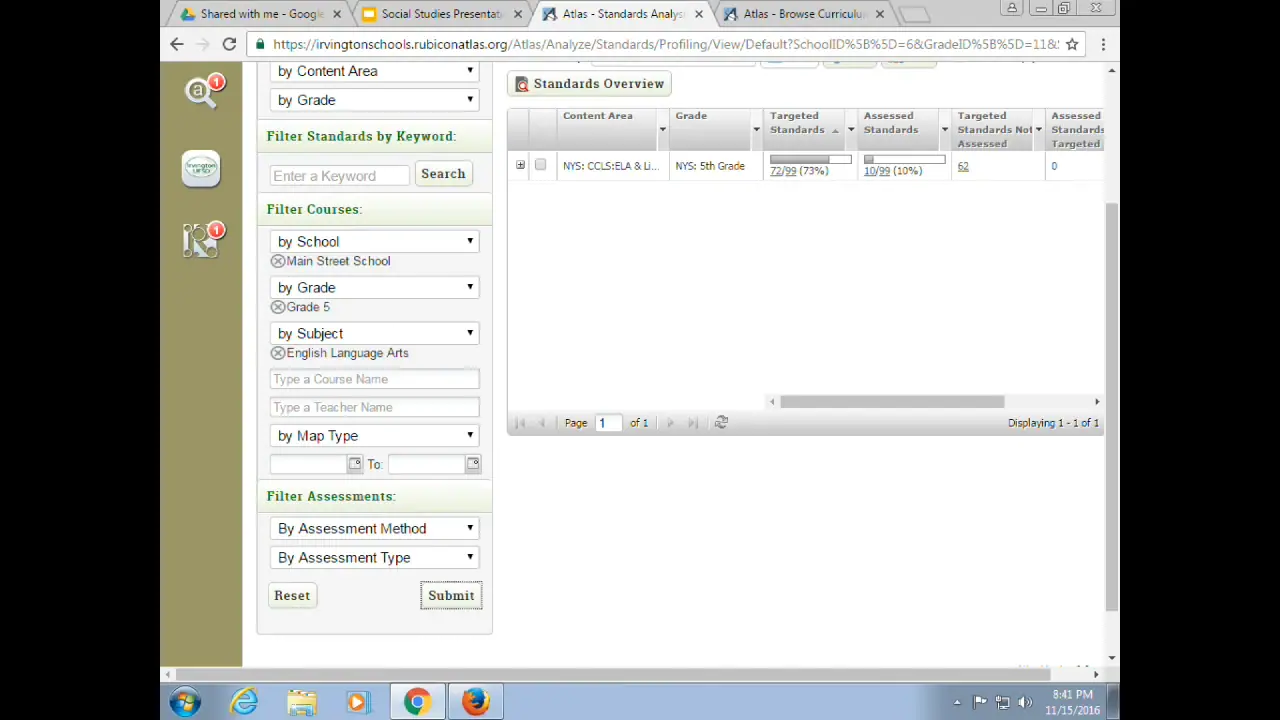 Shared with me - Google
Social Studies Presentat
Atlas - Standards Analys
Atlas - Browse Curriculu
https://irvingtonschools.rubiconatlas.org/Atlas/Analyze/Standards/Profiling/View/Default?SchoolID%5B%5D=6&GradeID%5B%5D=11&
1
1
by Content Area
by Grade
Filter Standards by Keyword:
Enter a Keyword
Search
Filter Courses:
by School
Main Street School
by Grade
Grade 5
by Subject
English Language Arts
Type a Course Name
Type a Teacher Name
by Map Type
To:
Filter Assessments:
By Assessment Method
By Assessment Type
Reset
Submit
Standards Overview
Content Area
Grade
Targeted Standards
Assessed Standards
Targeted Standards Not Assessed
Assessed Standards Targeted
NYS: CCLS:ELA & Li...
NYS: 5th Grade
72/99 (73%)
10/99 (10%)
62
0
Page 1 of 1
Displaying 1 - 1 of 1
8:41 PM
11/15/2016